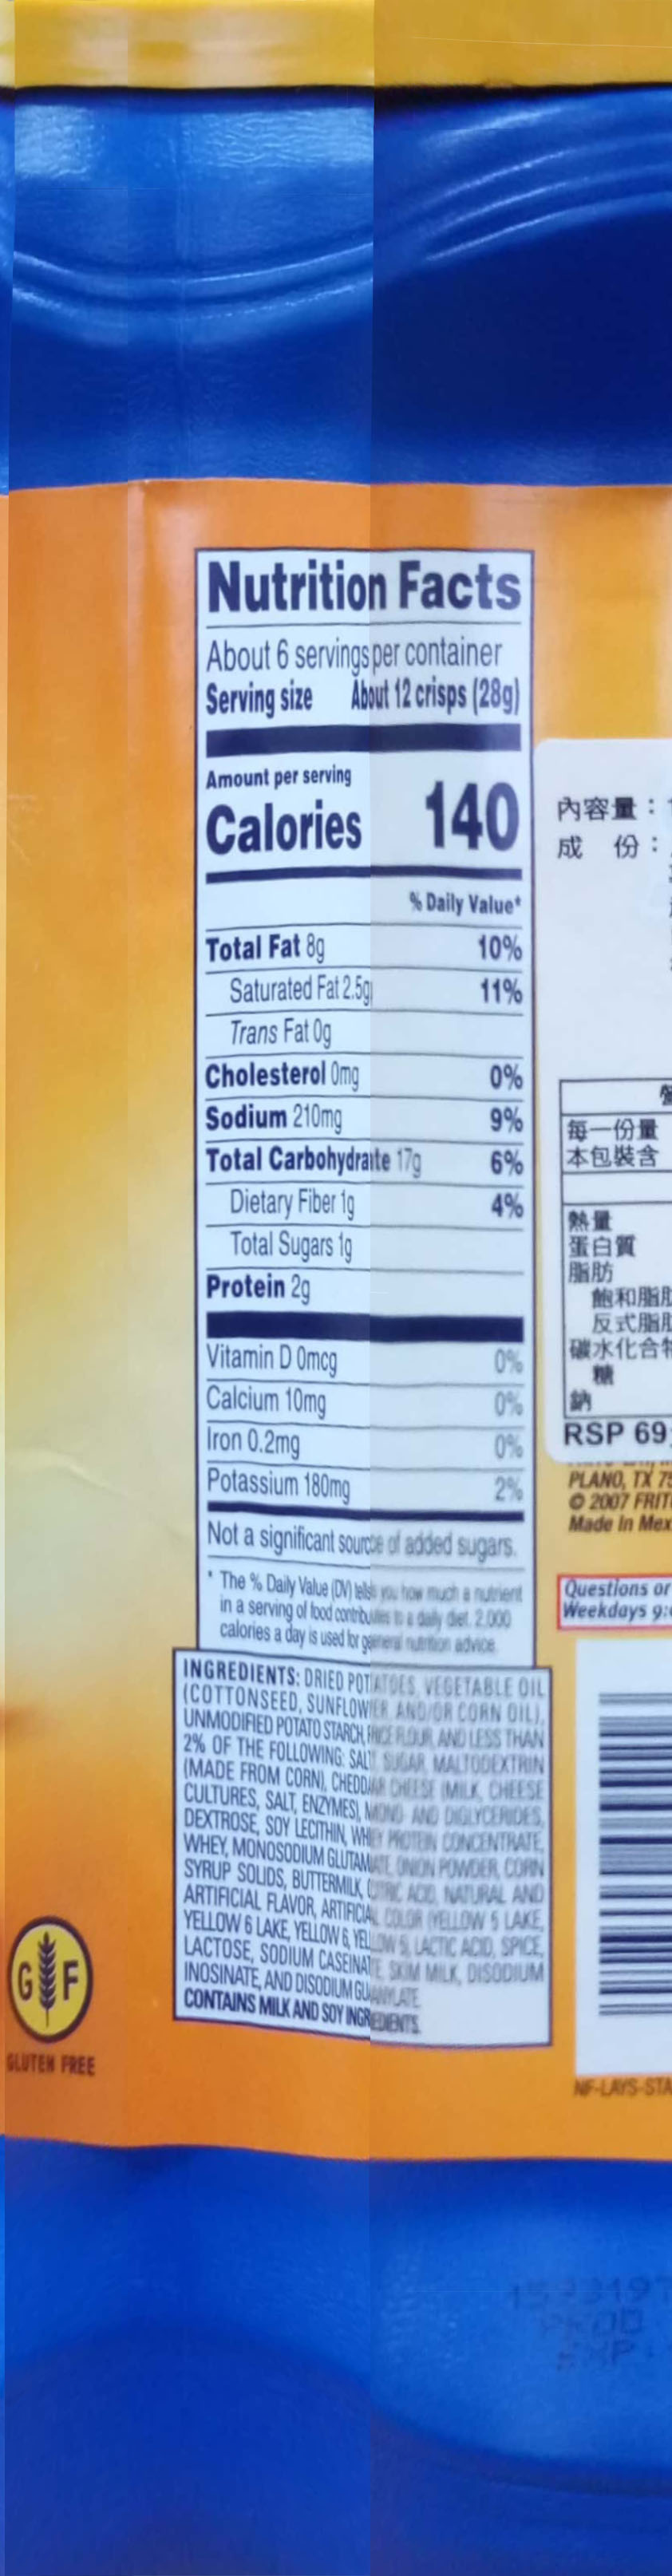 Nutrition Facts
About 6 servings per container
Serving size About 12 crisps (28g)
Amount per serving
Calories 140
% Daily Value*
Total Fat 8g 10%
Saturated Fat 2.5g 11%
Trans Fat 0g
Cholesterol 0mg 0%
Sodium 210mg 9%
Total Carbohydrate 17g 6%
Dietary Fiber 1g 4%
Total Sugars 1g
Protein 2g
Vitamin D 0mcg 0%
Calcium 10mg 0%
Iron 0.2mg 0%
Potassium 180mg 2%
Not a significant source of added sugars.
* The % Daily Value (DV) tells you how much a nutrient
in a serving of food contributes to a daily diet. 2,000
calories a day is used for general nutrition advice.
INGREDIENTS: DRIED POTATOES, VEGETABLE OIL
(COTTONSEED, SUNFLOWER AND/OR CORN OIL),
UNMODIFIED POTATO STARCH, RICE FLOUR, AND LESS THAN
2% OF THE FOLLOWING: SALT, SUGAR, MALTODEXTRIN
(MADE FROM CORN), CHEDDAR CHEESE (MILK, CHEESE
CULTURES, SALT, ENZYMES), MONO- AND DIGLYCERIDES,
DEXTROSE, SOY LECITHIN, WHEY PROTEIN CONCENTRATE,
WHEY, MONOSODIUM GLUTAMATE, ONION POWDER, CORN
SYRUP SOLIDS, BUTTERMILK, CITRIC ACID, NATURAL AND
ARTIFICIAL FLAVOR, ARTIFICIAL COLOR (YELLOW 5 LAKE,
YELLOW 6 LAKE, YELLOW 6, YELLOW 5), LACTIC ACID, SPICE,
LACTOSE, SODIUM CASEINATE, SKIM MILK, DISODIUM
INOSINATE, AND DISODIUM GUANYLATE.
CONTAINS MILK AND SOY INGREDIENTS.
G F
GLUTEN FREE
內容量：
成 份：
每一份量
本包裝含
熱量
蛋白質
脂肪
飽和脂肪
反式脂肪
碳水化合物
糖
鈉
RSP 69
PLANO, TX 75
© 2007 FRIT
Made in Mex
Questions or
Weekdays 9:
NF-LAYS-STA